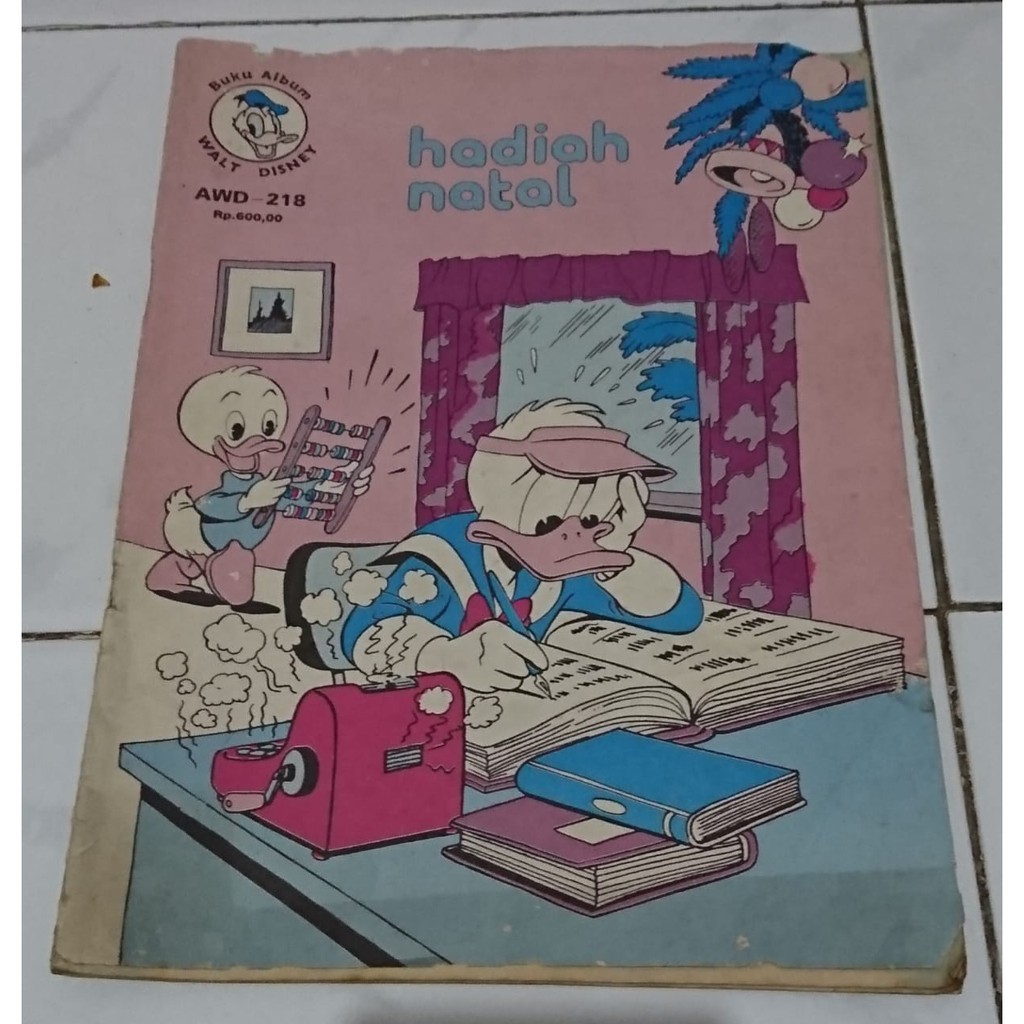 Buku Album
WALT DISNEY
AWD-218
Rp.600,00
hadiah
natal